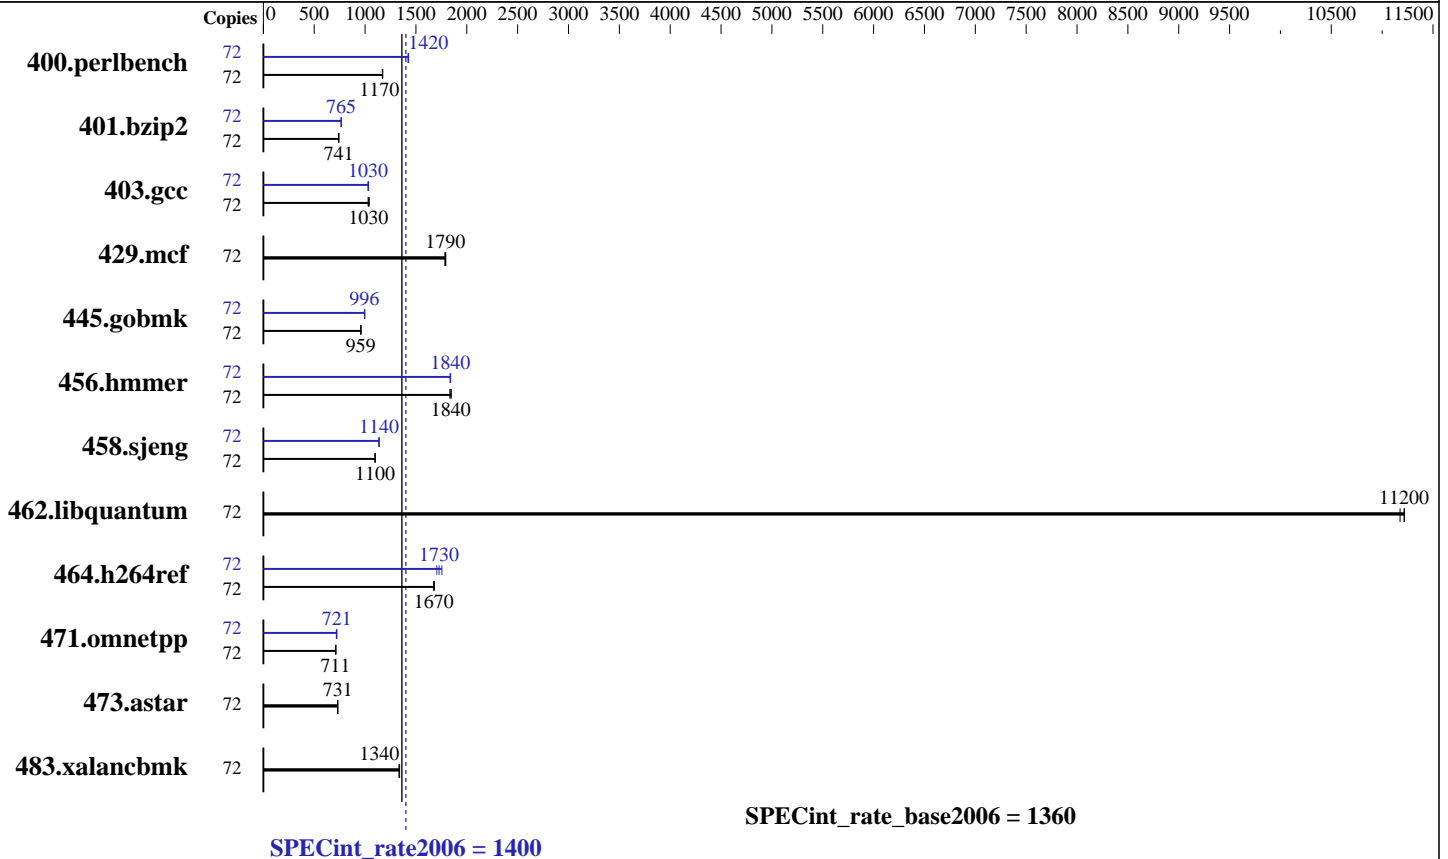 Copies 0 500 1000 1500 2000 2500 3000 3500 4000 4500 5000 5500 6000 6500 7000 7500 8000 8500 9000 9500 10500 11500
400.perlbench 72 1420
72 1170
401.bzip2 72 765
72 741
403.gcc 72 1030
72 1030
429.mcf 72 1790
445.gobmk 72 996
72 959
456.hmmer 72 1840
72 1840
458.sjeng 72 1140
72 1100
462.libquantum 72 11200
464.h264ref 72 1730
72 1670
471.omnetpp 72 721
72 711
473.astar 72 731
483.xalancbmk 72 1340
SPECint_rate_base2006 = 1360
SPECint_rate2006 = 1400